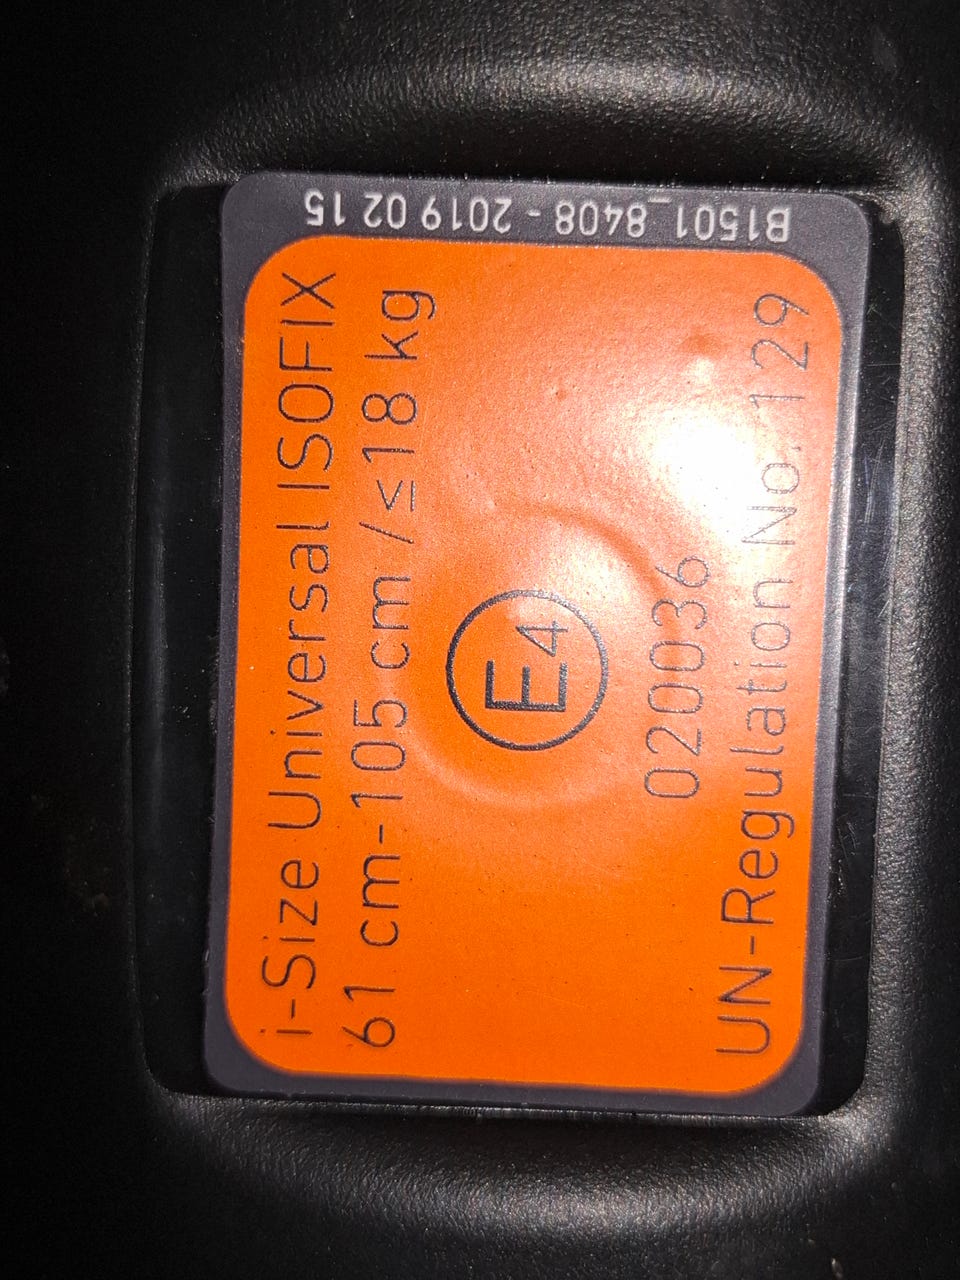 i-Size Universal ISOFIX
61 cm-105 cm / ≤18 kg
E4
020036
UN-Regulation No. 129
B1501_8408 - 2019 02 15